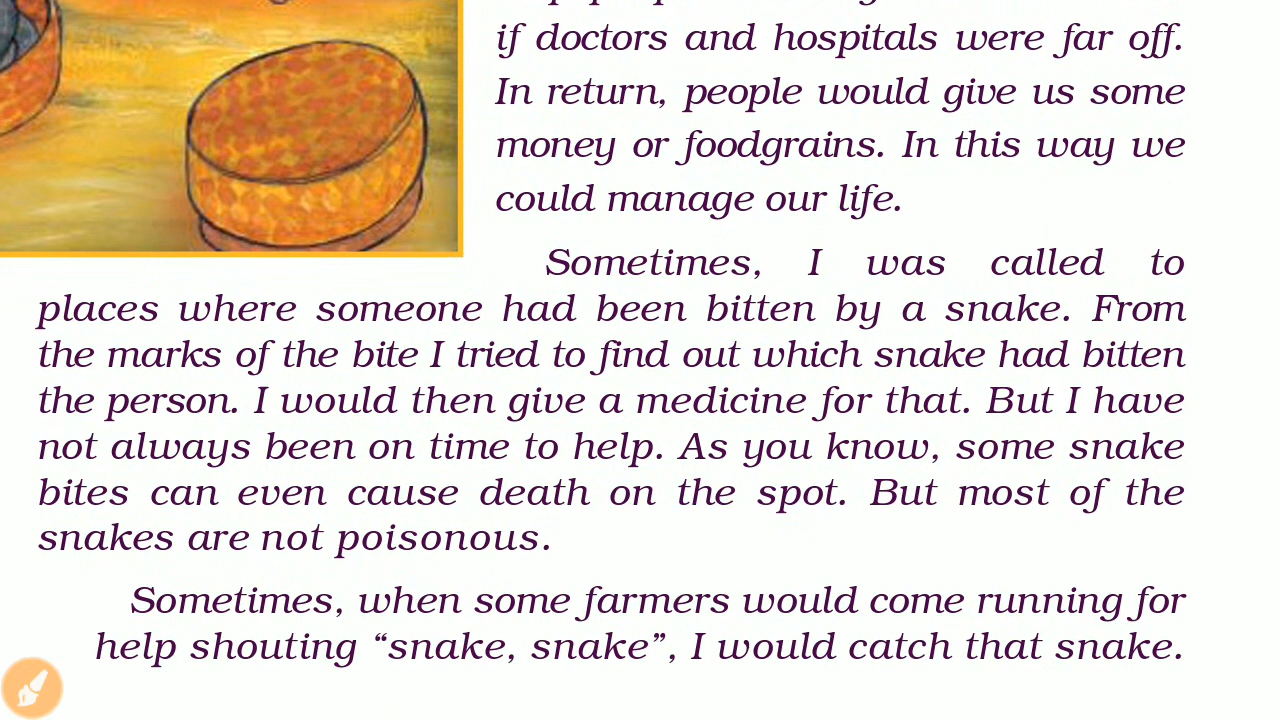 if doctors and hospitals were far off.
In return, people would give us some
money or foodgrains. In this way we
could manage our life.
Sometimes, I was called to
places where someone had been bitten by a snake. From
the marks of the bite I tried to find out which snake had bitten
the person. I would then give a medicine for that. But I have
not always been on time to help. As you know, some snake
bites can even cause death on the spot. But most of the
snakes are not poisonous.
Sometimes, when some farmers would come running for
help shouting “snake, snake”, I would catch that snake.